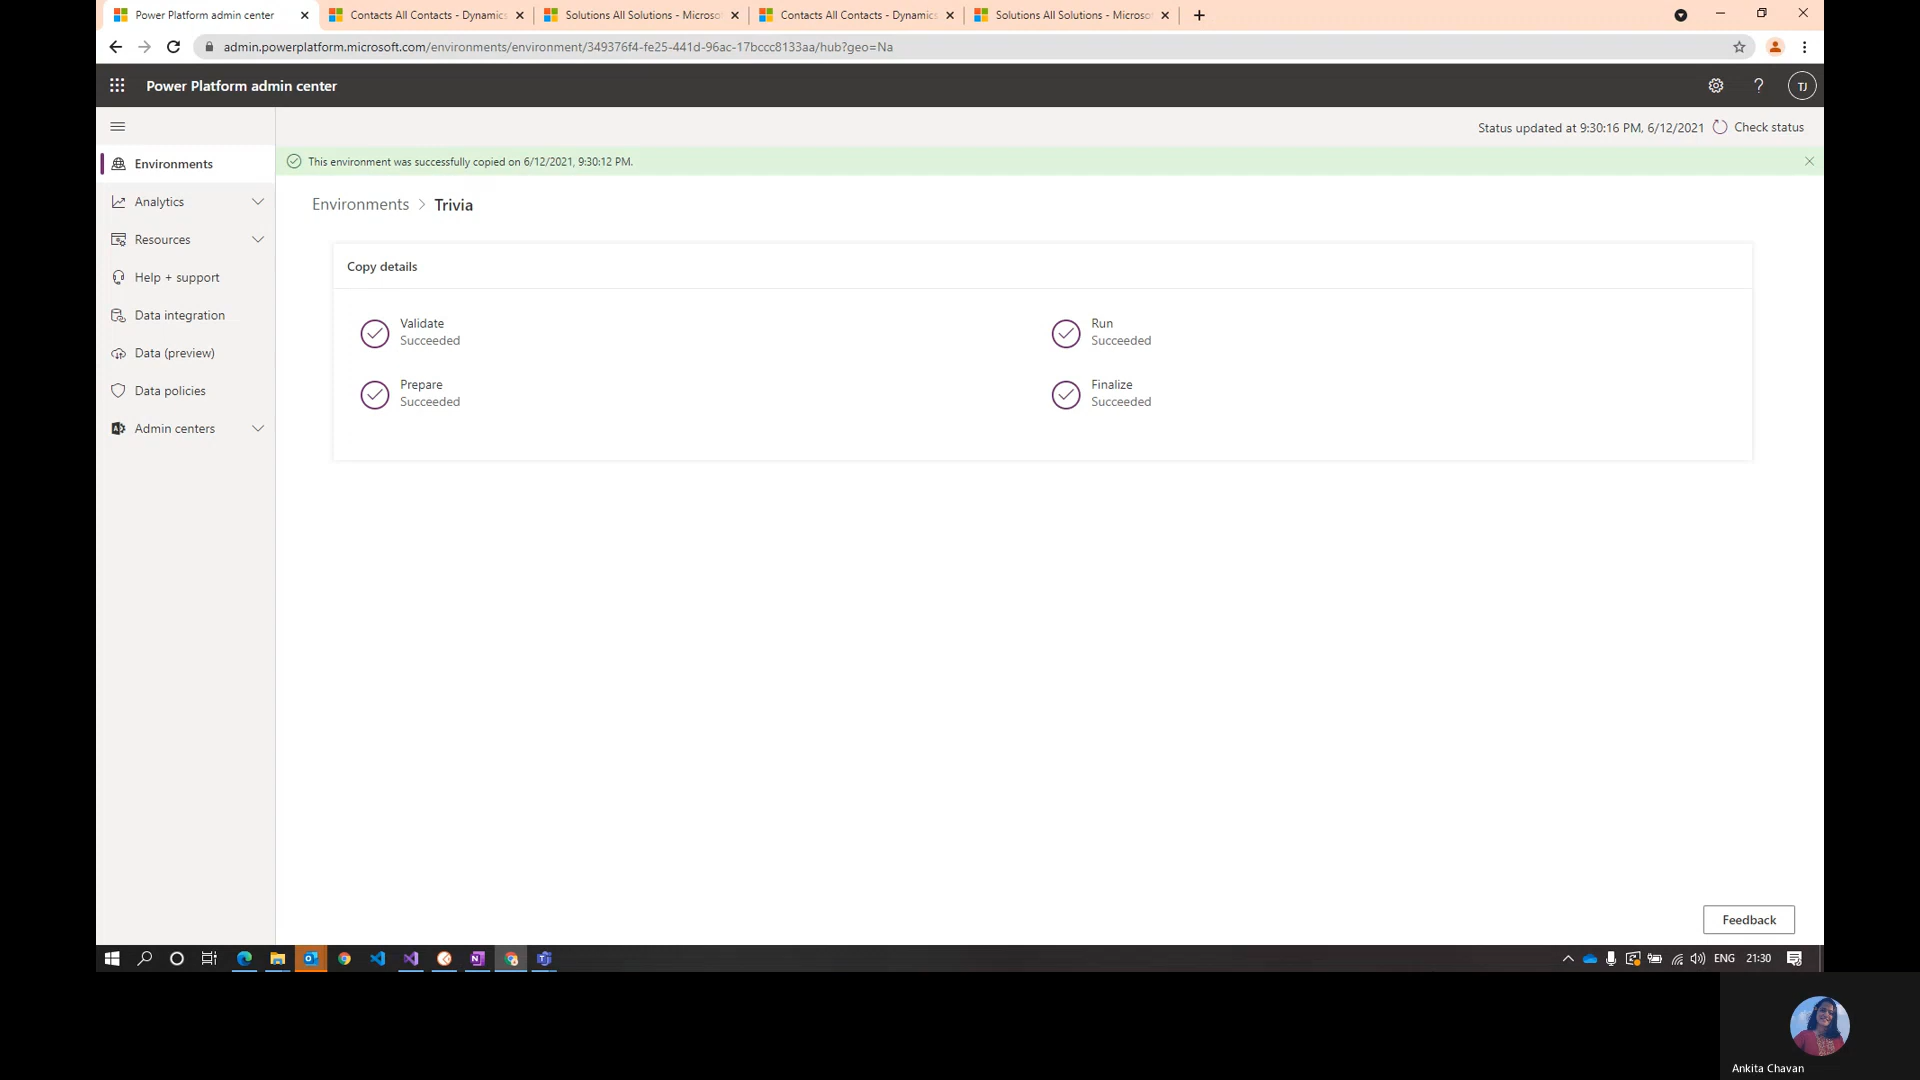 Power Platform admin center
Contacts All Contacts - Dynamics
Solutions All Solutions - Microso
Contacts All Contacts - Dynamics
Solutions All Solutions - Microso
admin.powerplatform.microsoft.com/environments/environment/349376f4-fe25-441d-96ac-17bccc8133aa/hub?geo=Na
Power Platform admin center
?
TJ
Status updated at 9:30:16 PM, 6/12/2021
Check status
Environments
This environment was successfully copied on 6/12/2021, 9:30:12 PM.
Analytics
Environments > Trivia
Resources
Copy details
Help + support
Data integration
Validate
Succeeded
Run
Succeeded
Data (preview)
Data policies
Prepare
Succeeded
Finalize
Succeeded
Admin centers
Feedback
ENG
21:30
Ankita Chavan